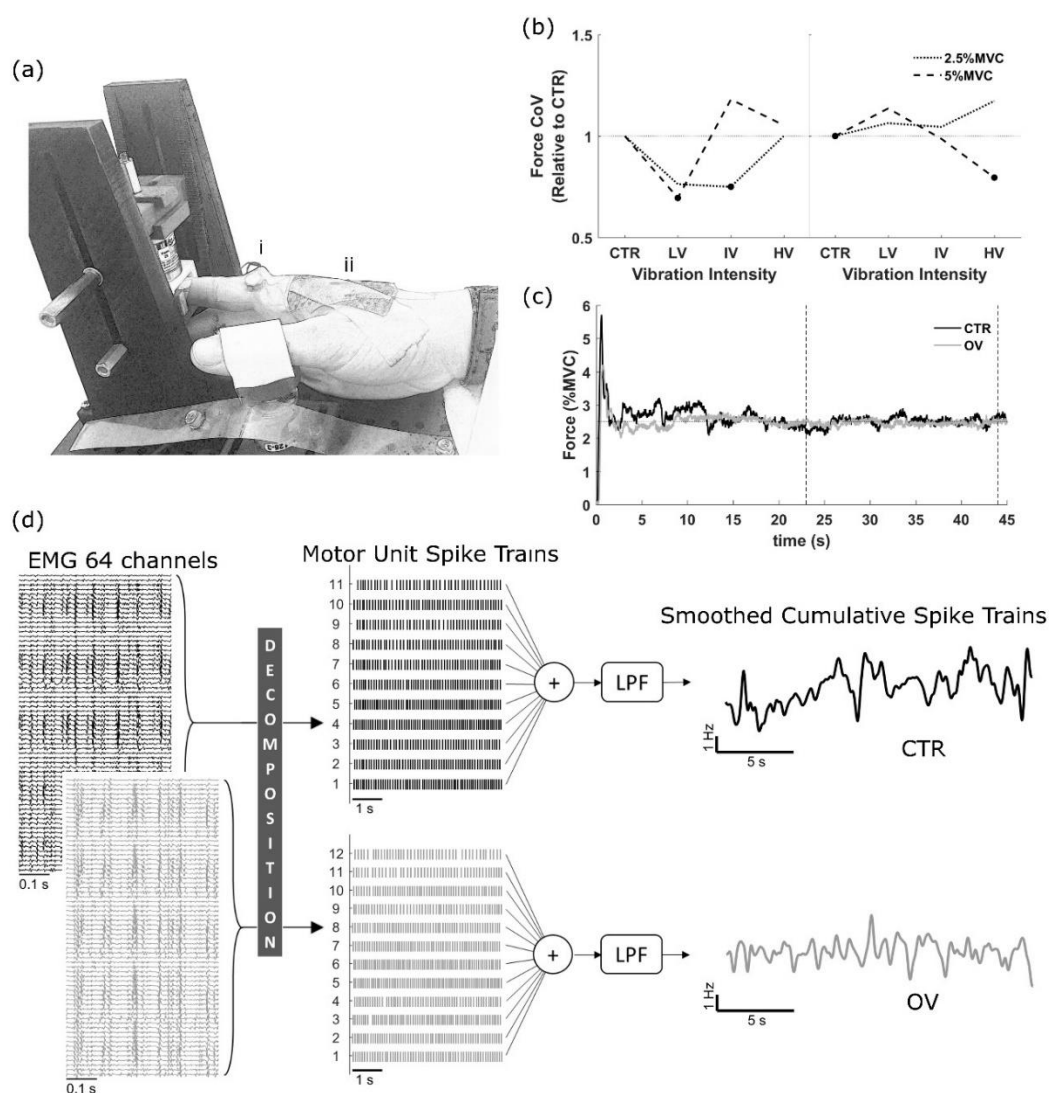 (a)
i
ii
(b)
1.5
1
0.5
Force CoV
(Relative to CTR)
2.5%MVC
5%MVC
CTR LV IV HV
CTR LV IV HV
Vibration Intensity
Vibration Intensity
(c)
6
5
4
3
2
1
0
Force (%MVC)
CTR
OV
0 5 10 15 20 25 30 35 40 45
time (s)
(d)
EMG 64 channels
0.1 s
0.1 s
DECOMPOSITION
Motor Unit Spike Trains
11
10
9
8
7
6
5
4
3
2
1
1 s
+
LPF
Smoothed Cumulative Spike Trains
1 Hz
5 s
CTR
12
11
10
9
8
7
6
5
4
3
2
1
1 s
+
LPF
1 Hz
5 s
OV